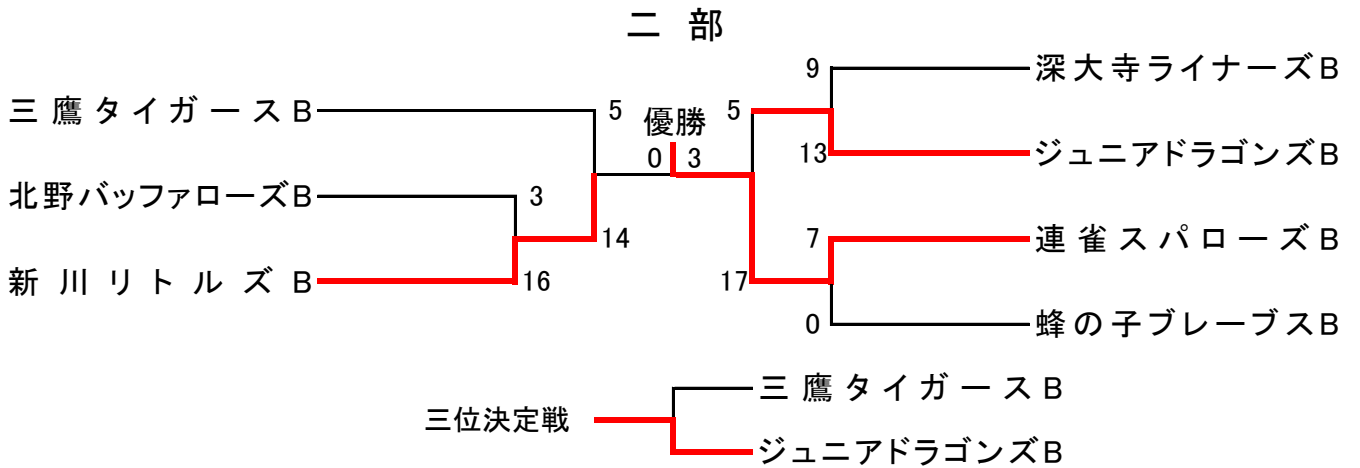 二 部
9 深大寺ライナーズB
三鷹タイガースB 5 優勝 5
0 3 13 ジュニアドラゴンズB
北野バッファローズB 3
14 7 連雀スパローズB
新川リトルズB 16 17
0 蜂の子ブレーブスB
三鷹タイガースB
三位決定戦
ジュニアドラゴンズB